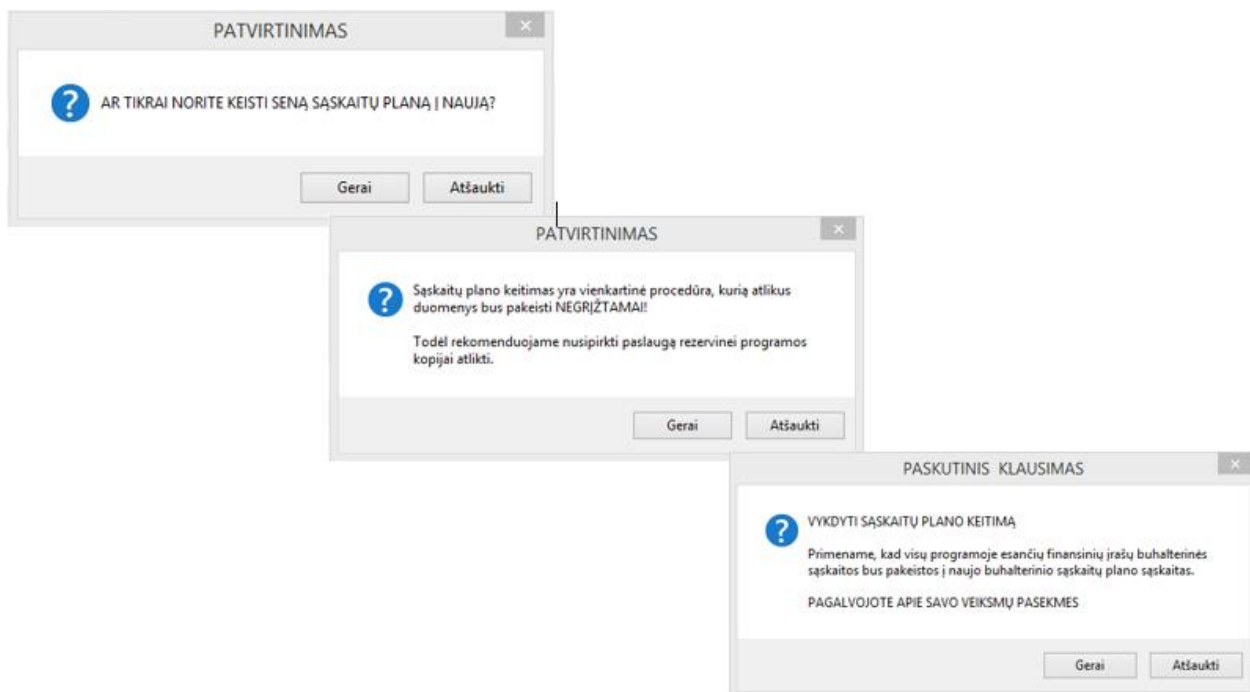 PATVIRTINIMAS
AR TIKRAI NORITE KEISTI SENĄ SĄSKAITŲ PLANĄ Į NAUJĄ?
Gerai Atšaukti
PATVIRTINIMAS
Sąskaitų plano keitimas yra vienkartinė procedūra, kurią atlikus
duomenys bus pakeisti NEGRĮŽTAMAI!
Todėl rekomenduojame nusipirkti paslaugą rezervinei programos
kopijai atlikti.
Gerai Atšaukti
PASKUTINIS KLAUSIMAS
VYKDYTI SĄSKAITŲ PLANO KEITIMĄ
Primename, kad visų programoje esančių finansinių įrašų buhalterinės
sąskaitos bus pakeistos į naujo buhalterinio sąskaitų plano sąskaitas.
PAGALVOJOTE APIE SAVO VEIKSMŲ PASEKMES
Gerai Atšaukti